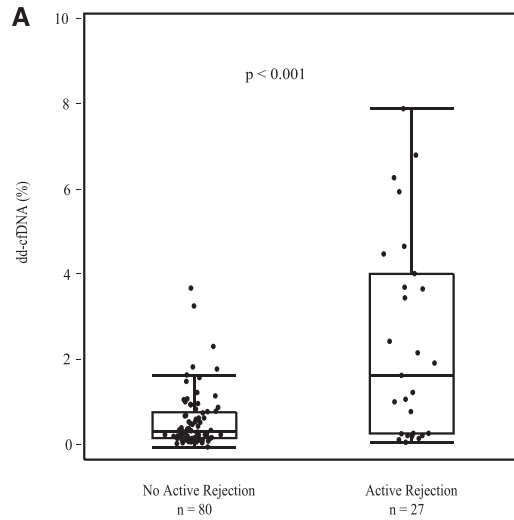 A
10
p < 0.001
8
6
dd-cfDNA (%)
4
2
0
No Active Rejection
n = 80
Active Rejection
n = 27